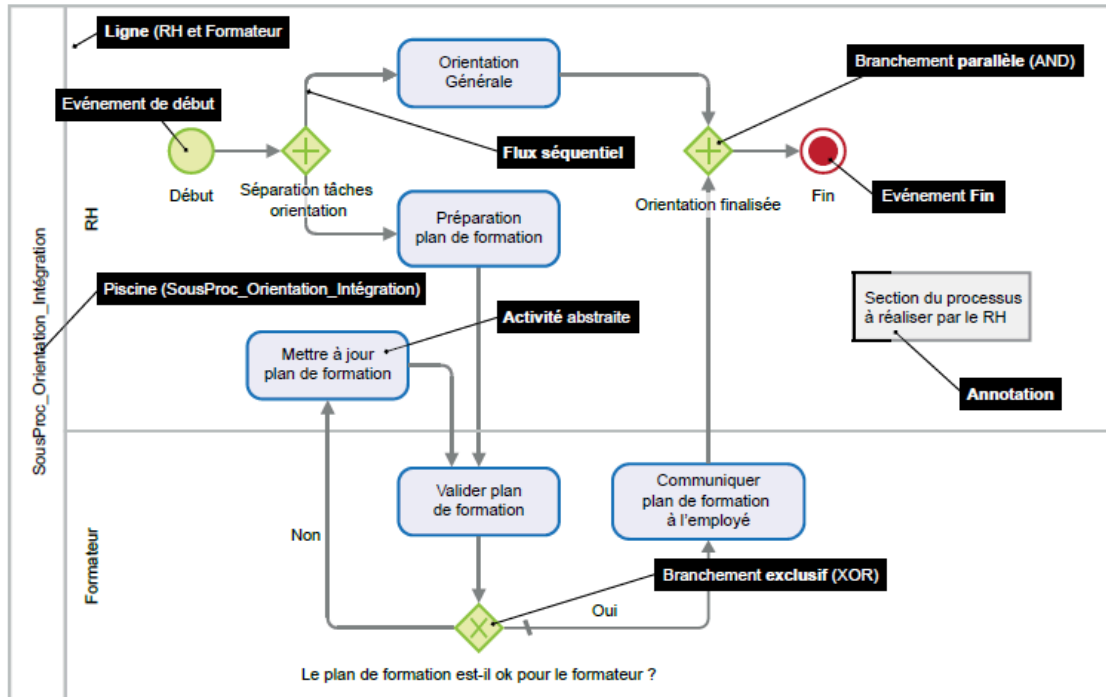 Ligne (RH et Formateur
Orientation
Générale
Branchement parallèle (AND)
Evénement de début
Flux séquentiel
Début
Séparation tâches
orientation
Orientation finalisée
Fin
Evénement Fin
RH
Préparation
plan de formation
Piscine (SousProc_Orientation_Intégration)
Section du processus
à réaliser par le RH
Activité abstraite
Mettre à jour
plan de formation
Annotation
SousProc_Orientation_Intégration
Valider plan
de formation
Communiquer
plan de formation
à l'employé
Non
Formateur
Branchement exclusif (XOR)
Oui
Le plan de formation est-il ok pour le formateur ?